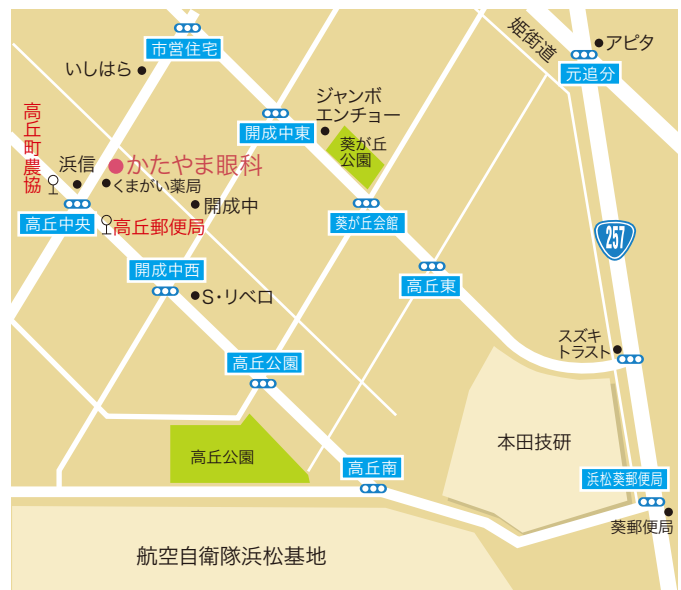 姫街道
アピタ
市営住宅
元追分
いしはら
高丘町農協
ジャンボ
エンチョー
開成中東
葵が丘
公園
浜信
かたやま眼科
くまがい薬局
開成中
高丘中央
高丘郵便局
葵が丘会館
257
開成中西
S・リベロ
高丘東
スズキ
トラスト
高丘公園
本田技研
高丘公園
高丘南
浜松葵郵便局
葵郵便局
航空自衛隊浜松基地